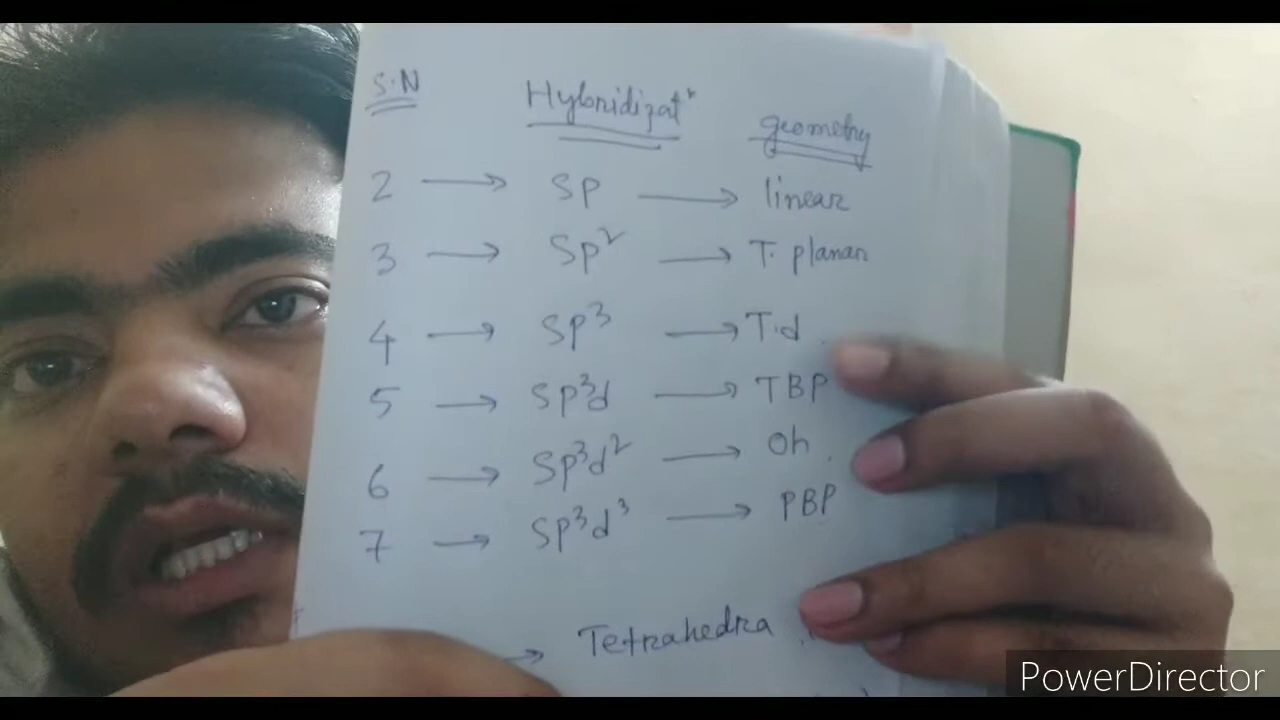 S.N Hybridizatn geometry
2 → Sp → linear
3 → Sp² → T. planar
4 → Sp³ → T.d
5 → Sp³d → TBP
6 → Sp³d² → Oh.
7 → Sp³d³ → PBP
→ Tetrahedra
PowerDirector